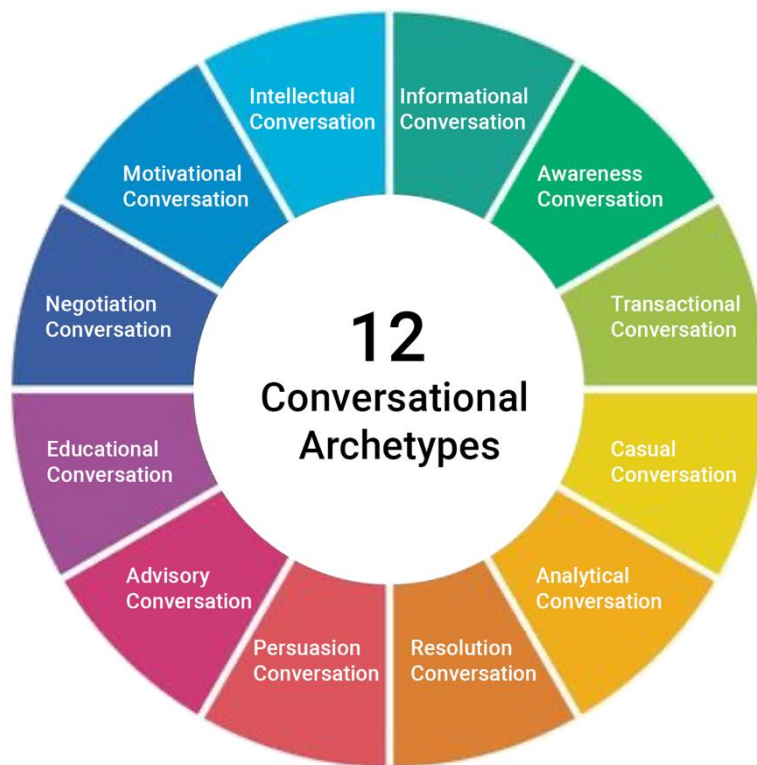 12
Conversational
Archetypes
Informational
Conversation
Awareness
Conversation
Transactional
Conversation
Casual
Conversation
Analytical
Conversation
Resolution
Conversation
Persuasion
Conversation
Advisory
Conversation
Educational
Conversation
Negotiation
Conversation
Motivational
Conversation
Intellectual
Conversation